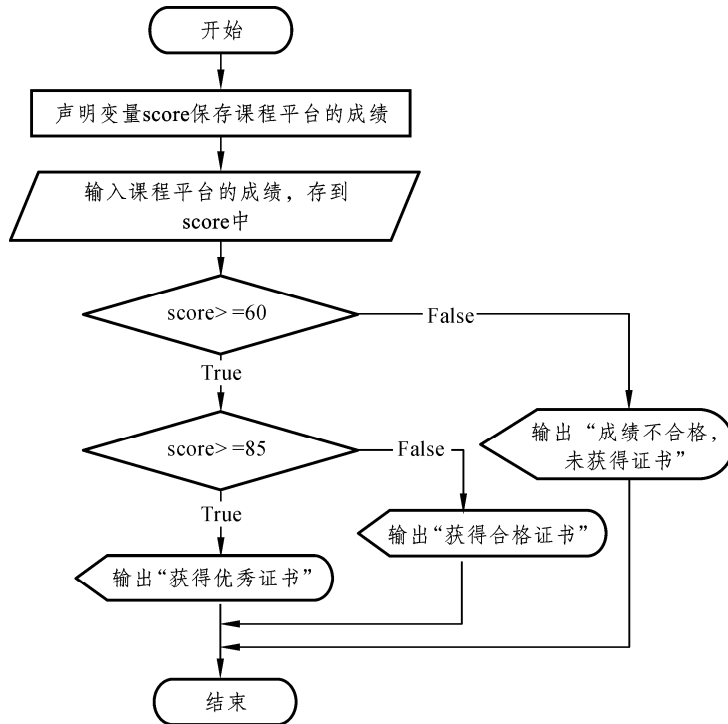 开始
声明变量score保存课程平台的成绩
输入课程平台的成绩，存到
score中
score> =60
False
True
score>=85
False
True
输出 “成绩不合格，
未获得证书”
输出“获得合格证书”
输出“获得优秀证书”
结束